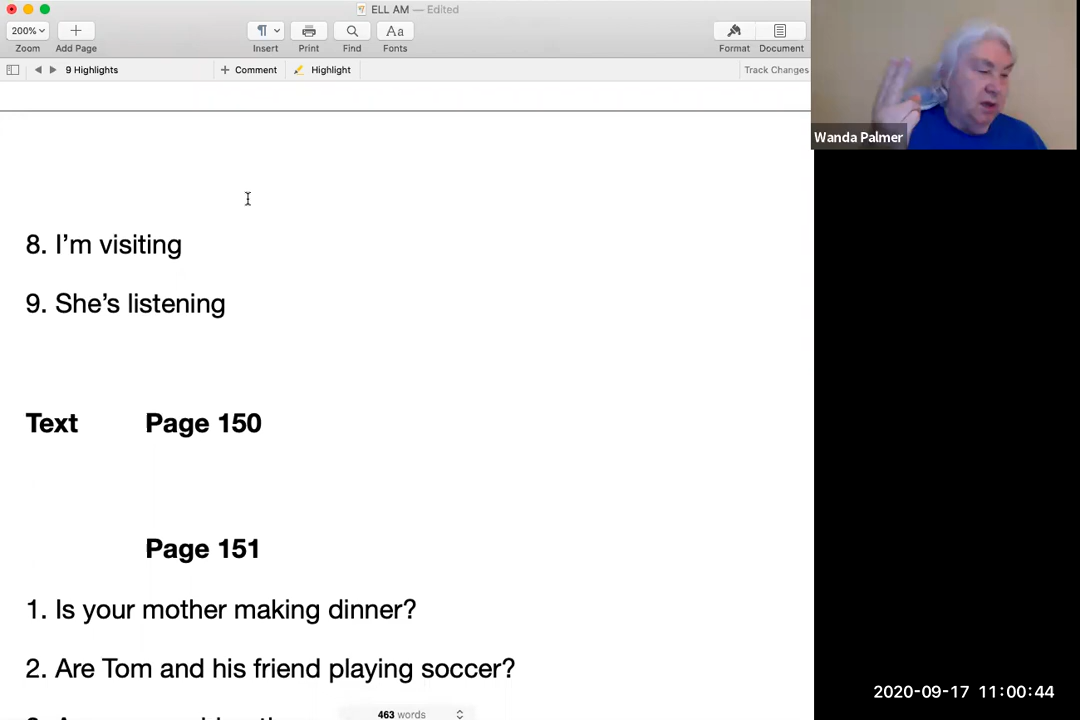 ELL AM — Edited
200%
Zoom
Add Page
Insert
Print
Find
Aa
Fonts
Format
Document
9 Highlights
+ Comment
Highlight
Track Changes
Wanda Palmer
8. I'm visiting
9. She's listening
Text Page 150
Page 151
1. Is your mother making dinner?
2. Are Tom and his friend playing soccer?
463 words
2020-09-17 11:00:44